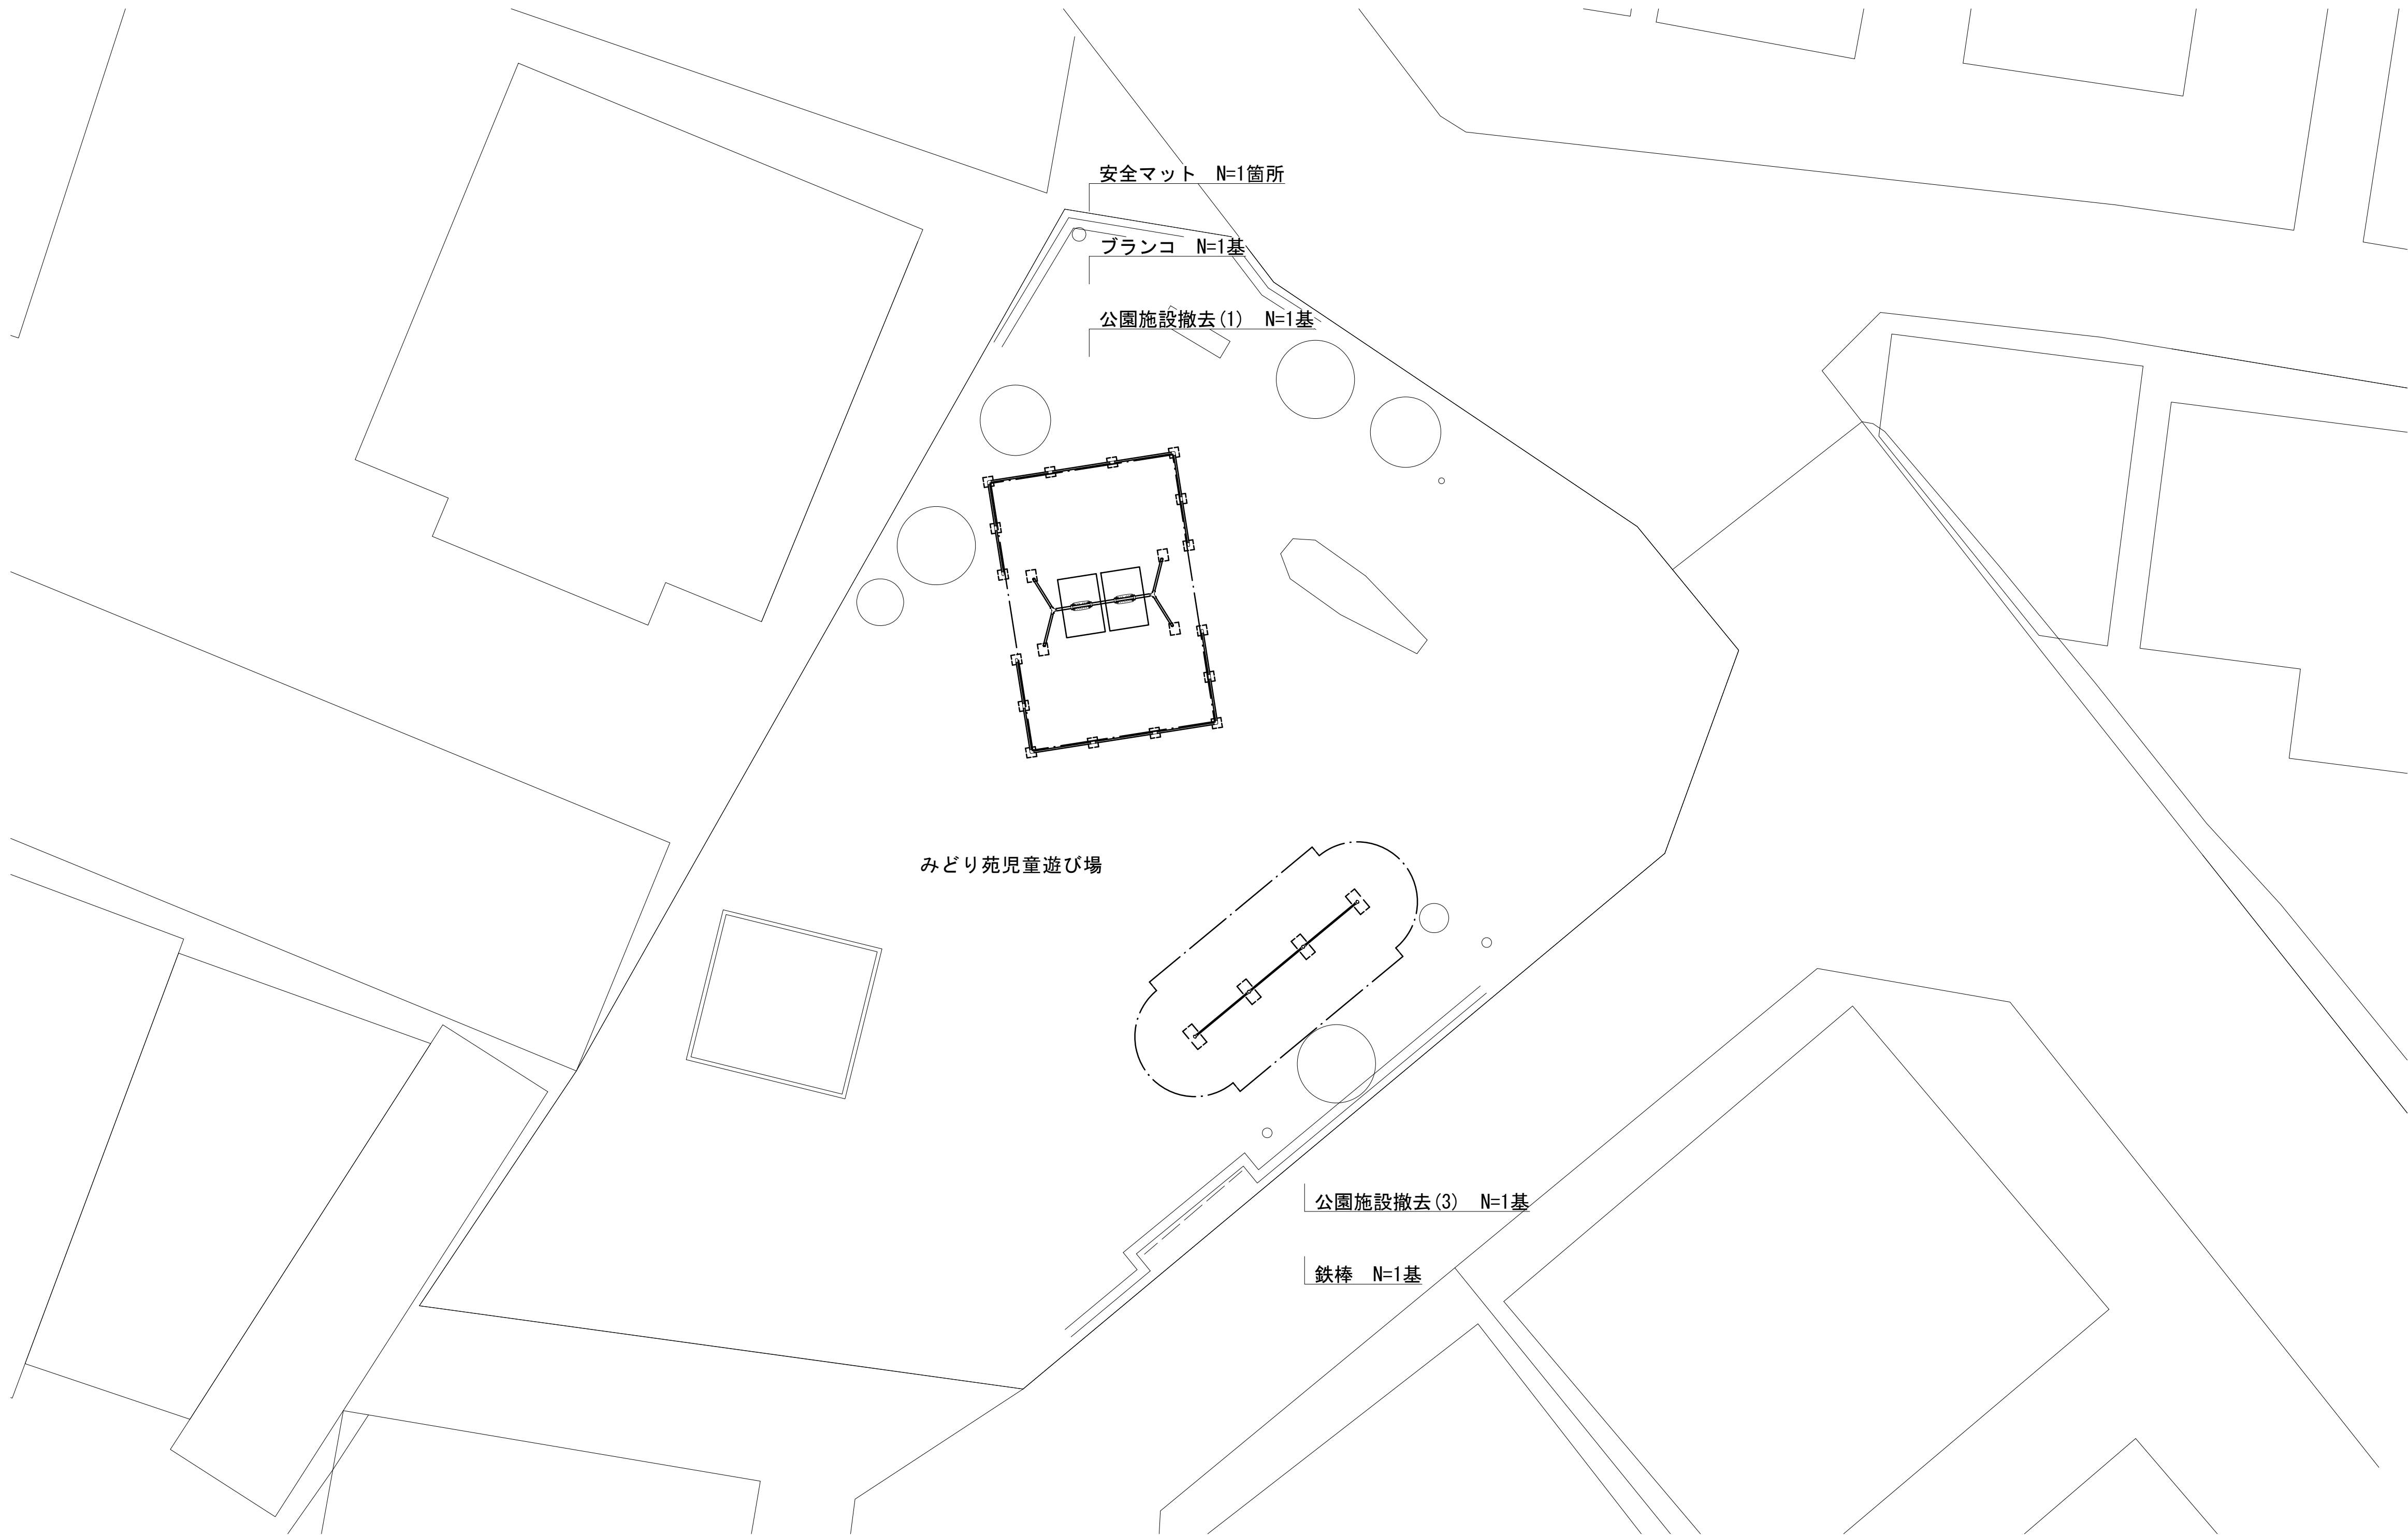 安全マット　N=1箇所
ブランコ　N=1基
公園施設撤去(1)　N=1基
みどり苑児童遊び場
公園施設撤去(3)　N=1基
鉄棒　N=1基